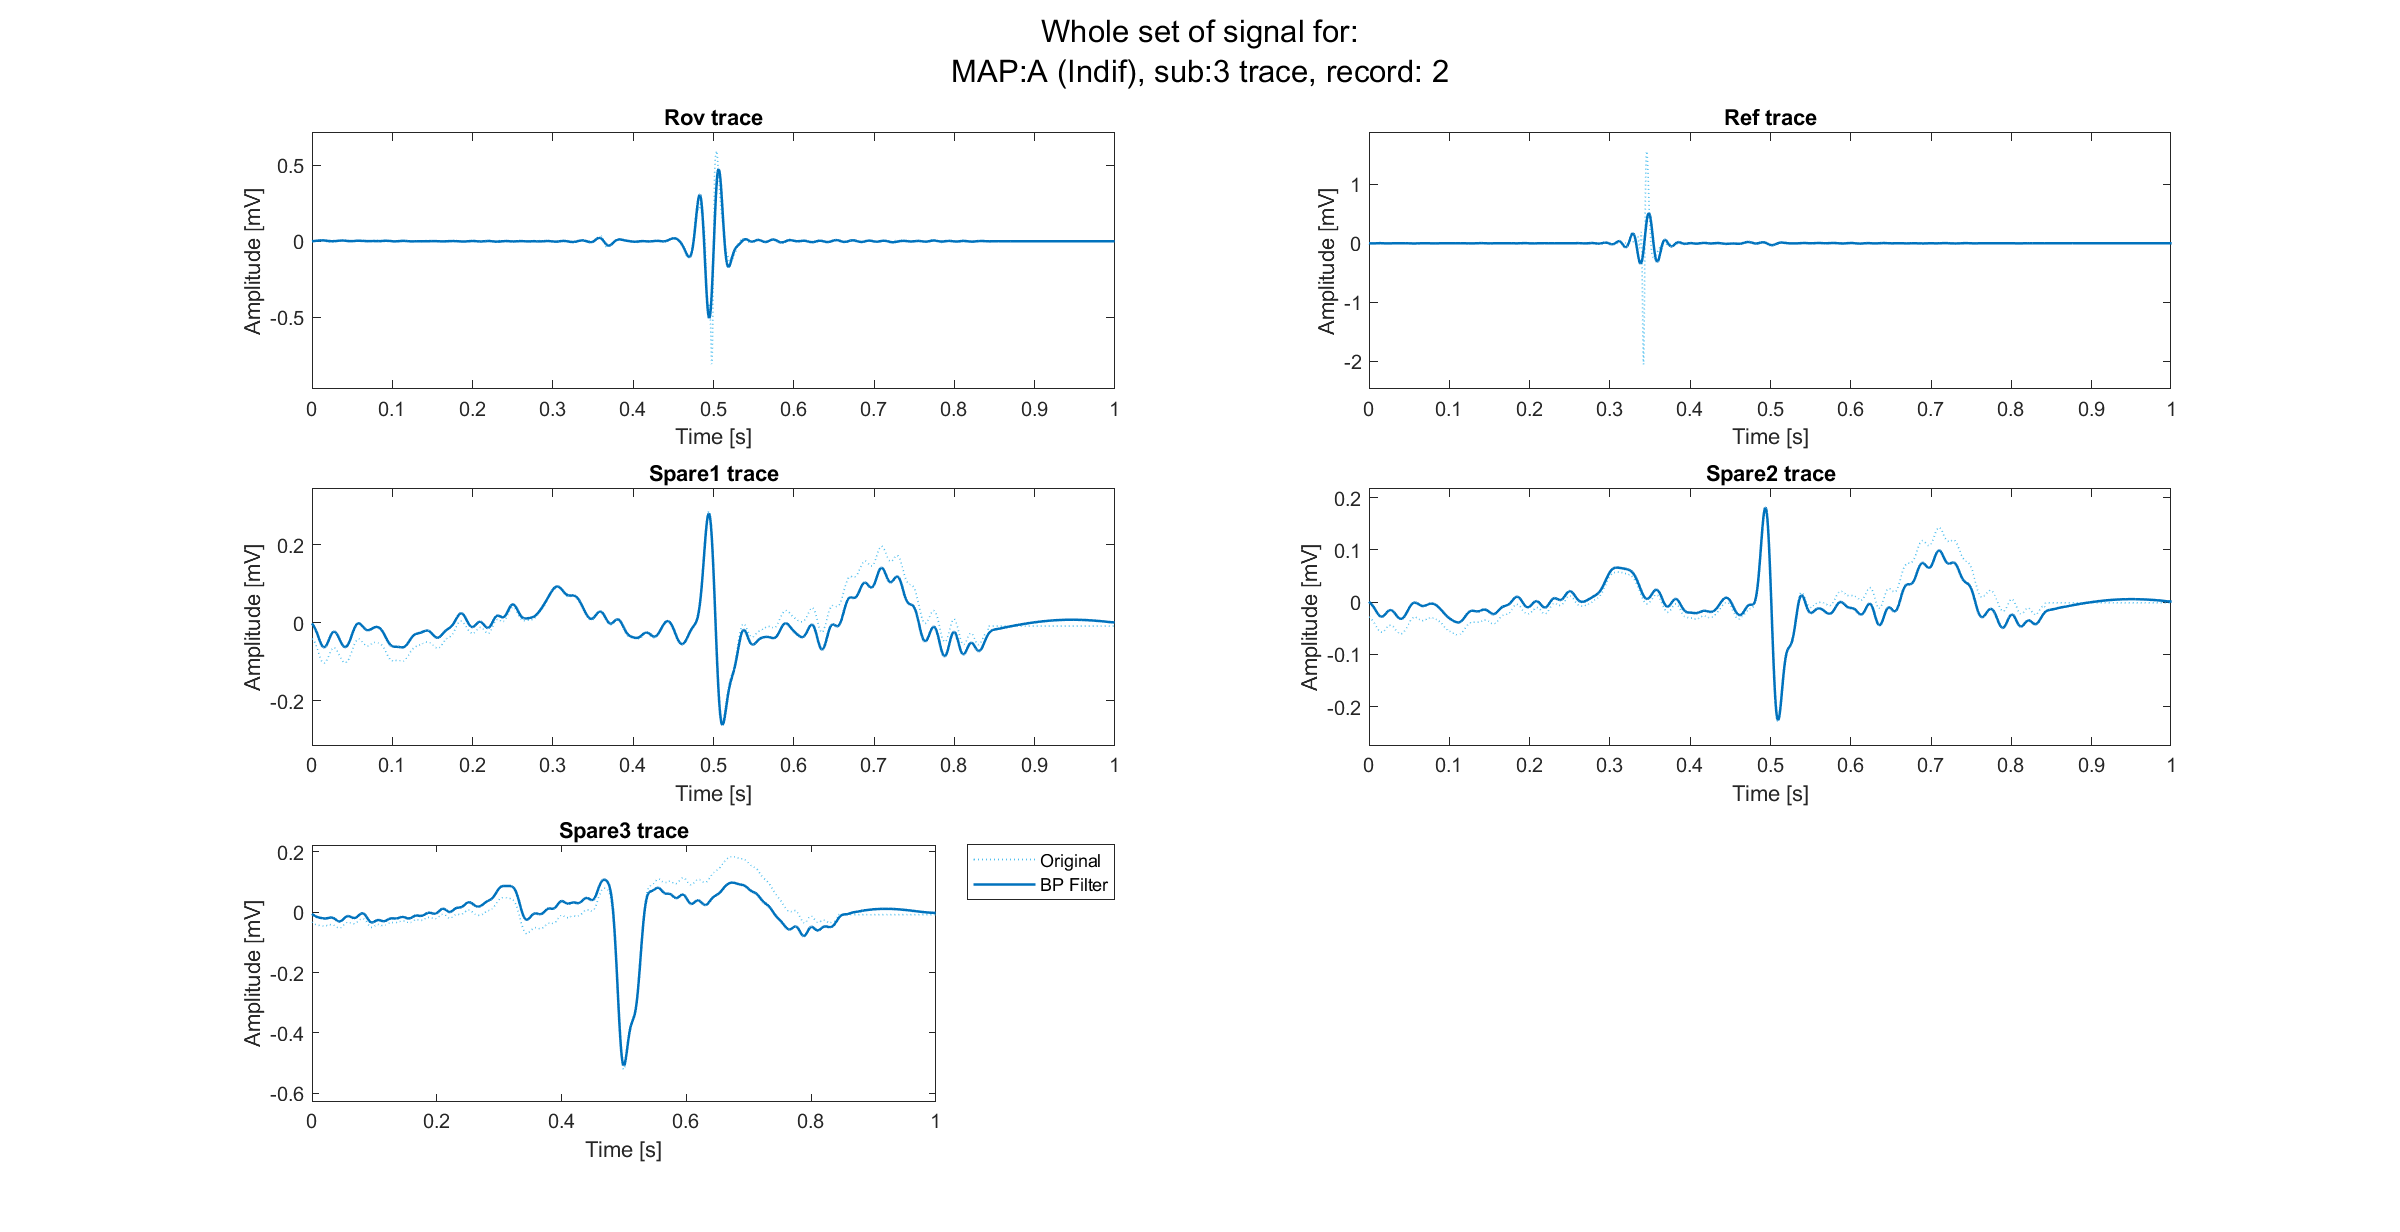 Whole set of signal for:
MAP:A (Indif), sub:3 trace, record: 2
Rov trace
Amplitude [mV]
0.5
0
-0.5
0 0.1 0.2 0.3 0.4 0.5 0.6 0.7 0.8 0.9 1
Time [s]
Ref trace
Amplitude [mV]
1
0
-1
-2
0 0.1 0.2 0.3 0.4 0.5 0.6 0.7 0.8 0.9 1
Time [s]
Spare1 trace
Amplitude [mV]
0.2
0
-0.2
0 0.1 0.2 0.3 0.4 0.5 0.6 0.7 0.8 0.9 1
Time [s]
Spare2 trace
Amplitude [mV]
0.2
0.1
0
-0.1
-0.2
0 0.1 0.2 0.3 0.4 0.5 0.6 0.7 0.8 0.9 1
Time [s]
Spare3 trace
Amplitude [mV]
0.2
0
-0.2
-0.4
-0.6
0 0.2 0.4 0.6 0.8 1
Time [s]
Original
BP Filter